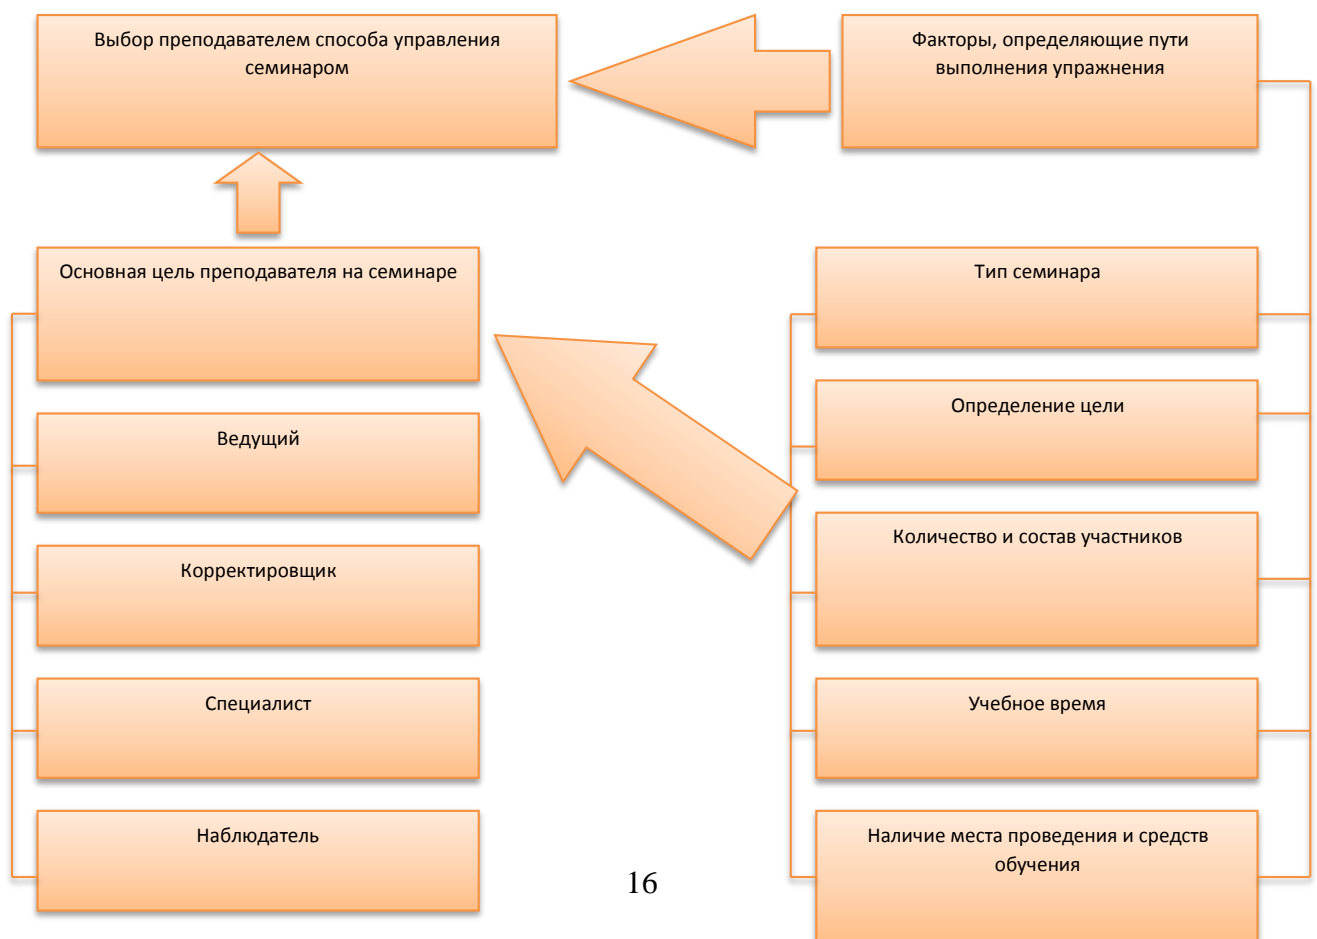 Выбор преподавателем способа управления
семинаром
Факторы, определяющие пути
выполнения упражнения
Основная цель преподавателя на семинаре
Ведущий
Корректировщик
Специалист
Наблюдатель
Тип семинара
Определение цели
Количество и состав участников
Учебное время
Наличие места проведения и средств
обучения
16